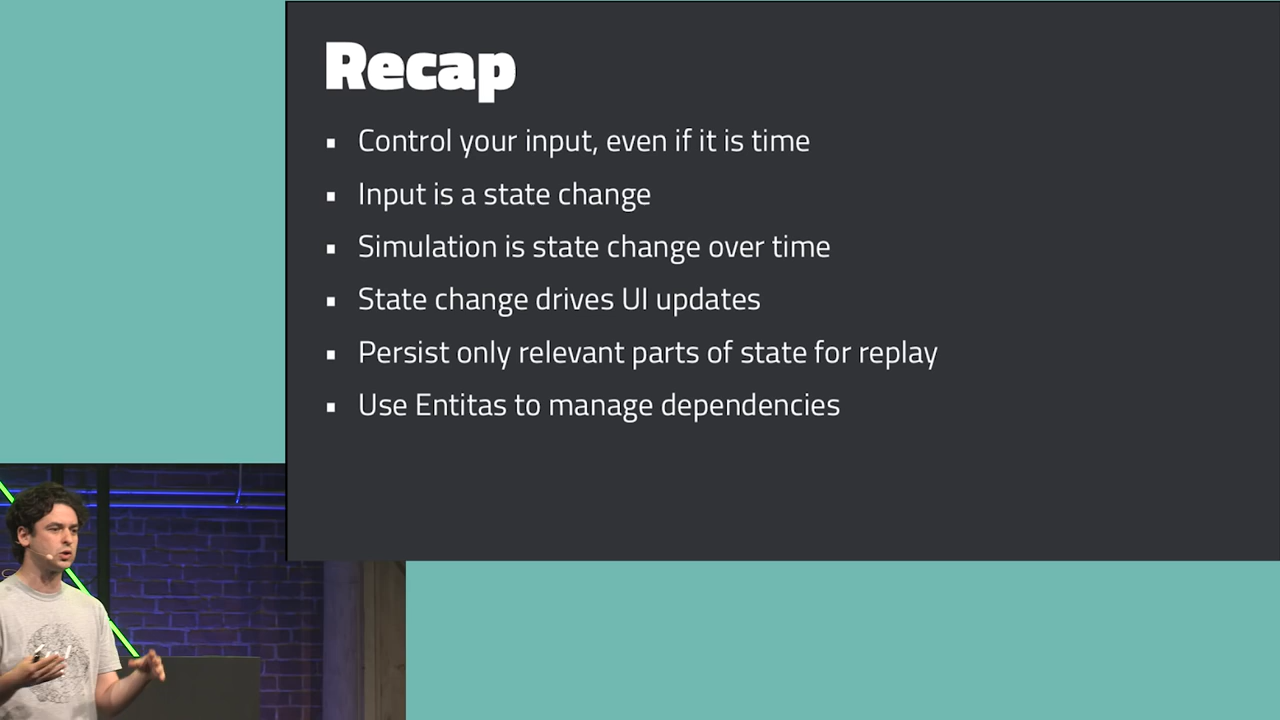 Recap
▪ Control your input, even if it is time
▪ Input is a state change
▪ Simulation is state change over time
▪ State change drives UI updates
▪ Persist only relevant parts of state for replay
▪ Use Entitas to manage dependencies